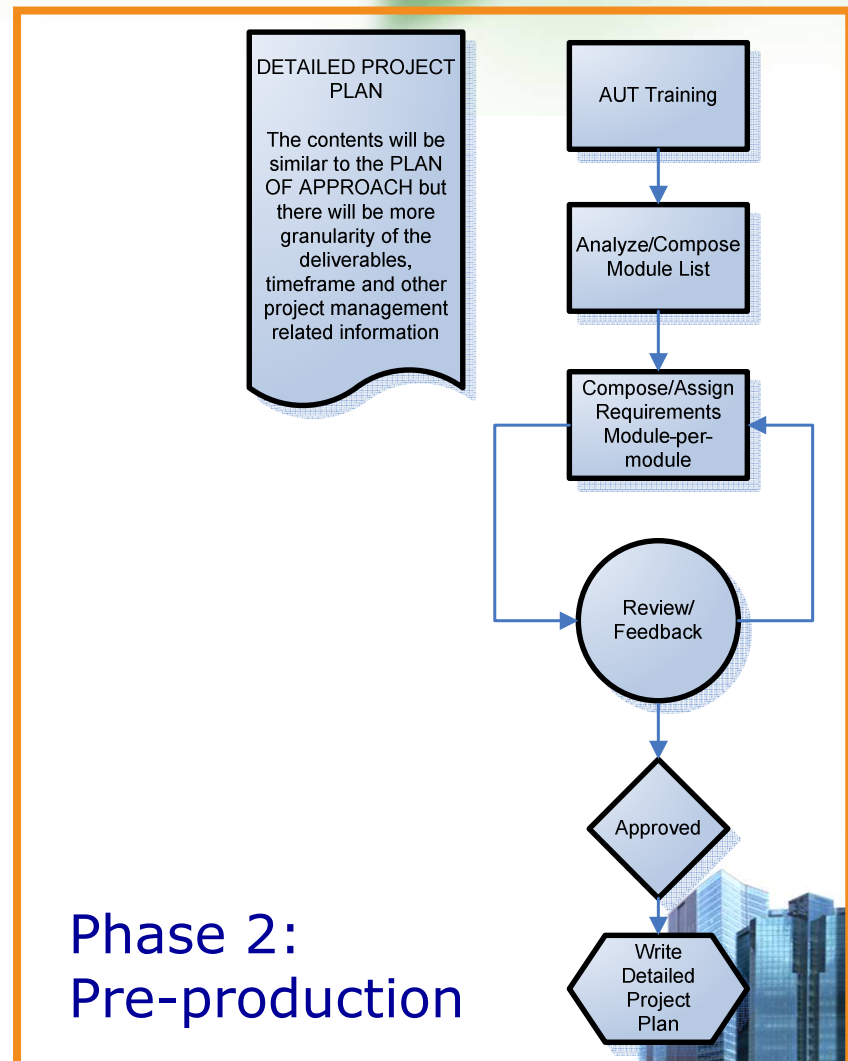 DETAILED PROJECT
PLAN
The contents will be
similar to the PLAN
OF APPROACH but
there will be more
granularity of the
deliverables,
timeframe and other
project management
related information
AUT Training
Analyze/Compose
Module List
Compose/Assign
Requirements
Module-per-
module
Review/
Feedback
Approved
Write
Detailed
Project
Plan
Phase 2:
Pre-production